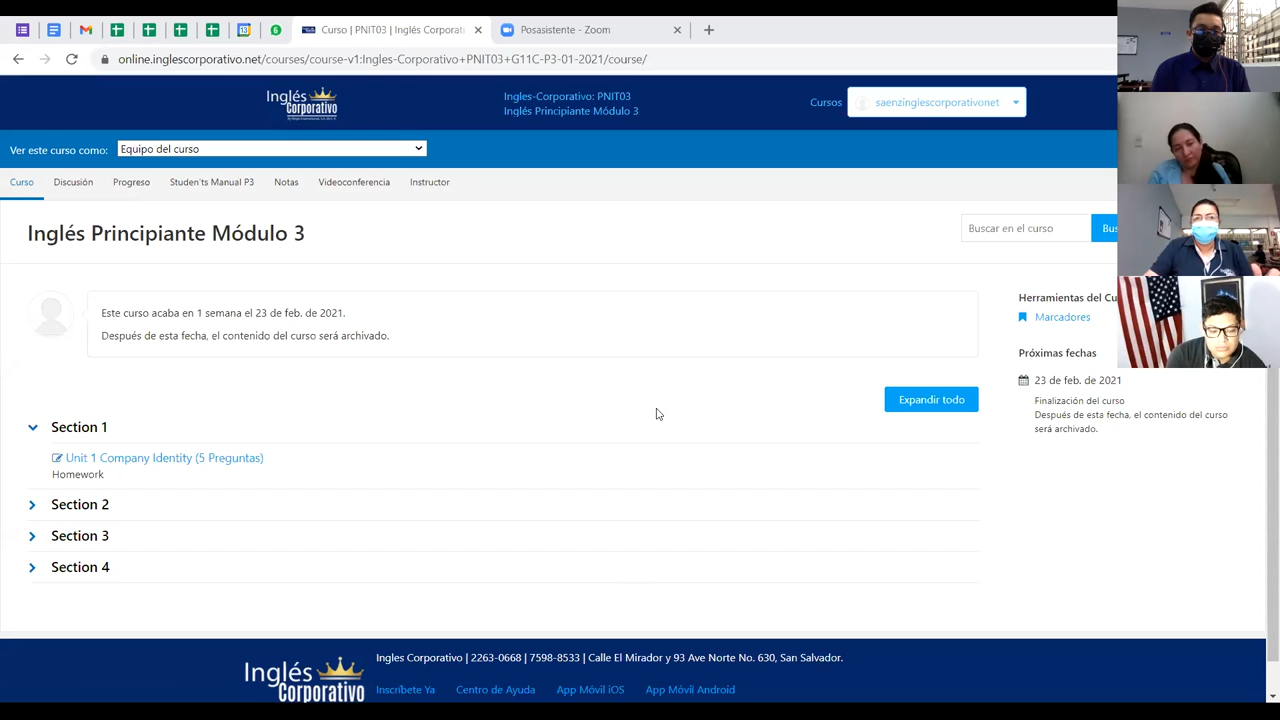 Curso | PNIT03 | Inglés Corporati
Posasistente - Zoom
online.inglescorporativo.net/courses/course-v1:Ingles-Corporativo+PNIT03+G11C-P3-01-2021/course/
Inglés
Corporativo
Ingles-Corporativo: PNIT03
Inglés Principiante Módulo 3
Cursos
saenzinglescorporativonet
Ver este curso como:
Equipo del curso
Curso
Discusión
Progreso
Studen'ts Manual P3
Notas
Videoconferencia
Instructor
Inglés Principiante Módulo 3
Buscar en el curso
Bus
Este curso acaba en 1 semana el 23 de feb. de 2021.
Después de esta fecha, el contenido del curso será archivado.
Herramientas del Cu
Marcadores
Próximas fechas
23 de feb. de 2021
Finalización del curso
Después de esta fecha, el contenido del curso
será archivado.
Expandir todo
Section 1
Unit 1 Company Identity (5 Preguntas)
Homework
Section 2
Section 3
Section 4
Inglés
Corporativo
Ingles Corporativo | 2263-0668 | 7598-8533 | Calle El Mirador y 93 Ave Norte No. 630, San Salvador.
Inscríbete Ya
Centro de Ayuda
App Móvil iOS
App Móvil Android